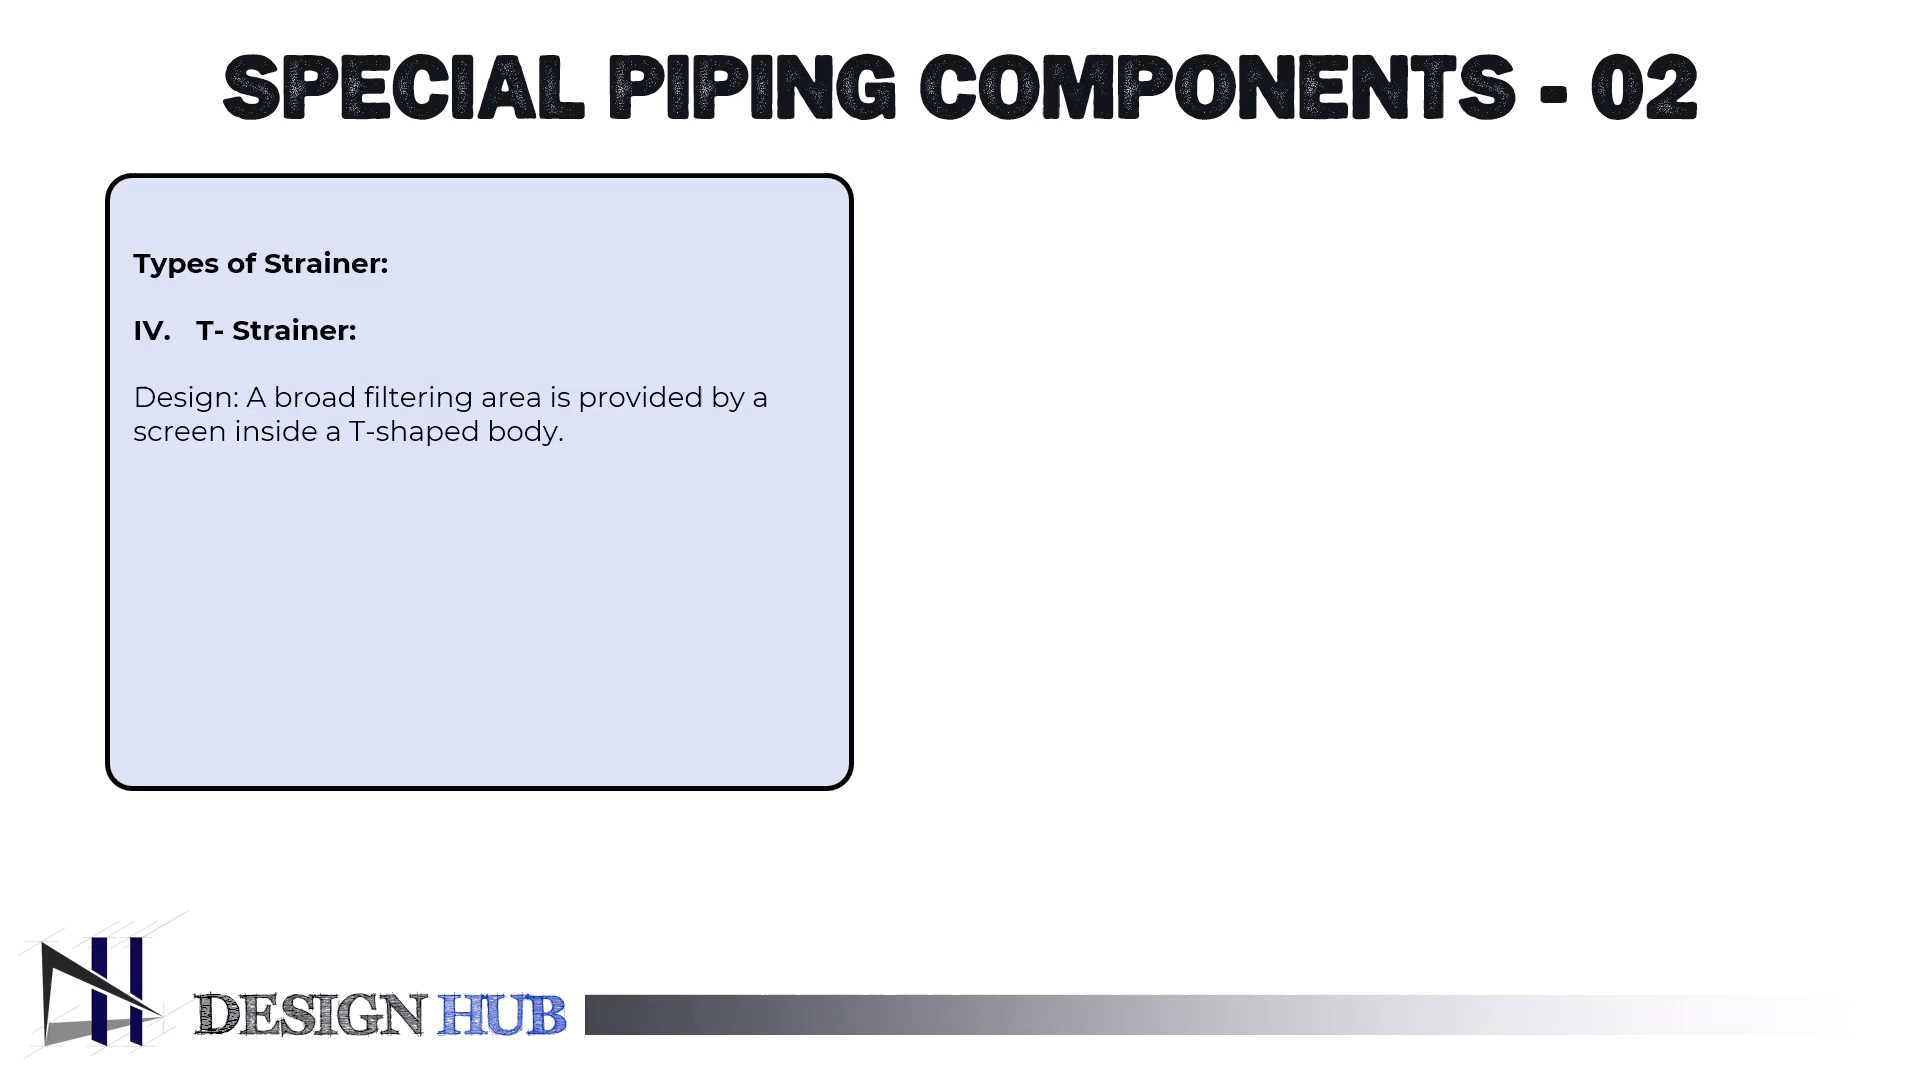 SPECIAL PIPING COMPONENTS - 02
Types of Strainer:
IV. T- Strainer:
Design: A broad filtering area is provided by a
screen inside a T-shaped body.
DESIGN HUB